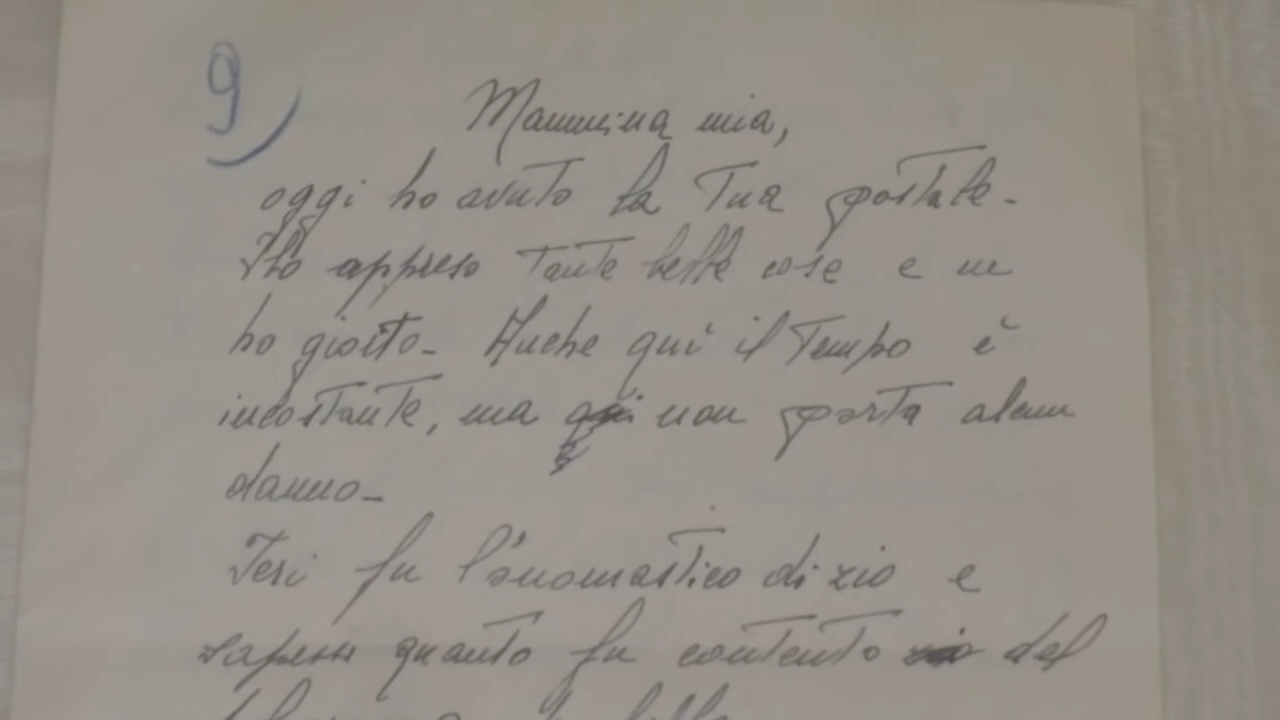 9)
Mammina mia,
oggi ho avuto la Tua postale-
Ho appreso tante belle cose e ne
ho gioito- Anche qui il tempo è
incostante, ma non porta alcun
danno-
Ieri fu l'onomastico di zio e
sapessi quanto fu contento del